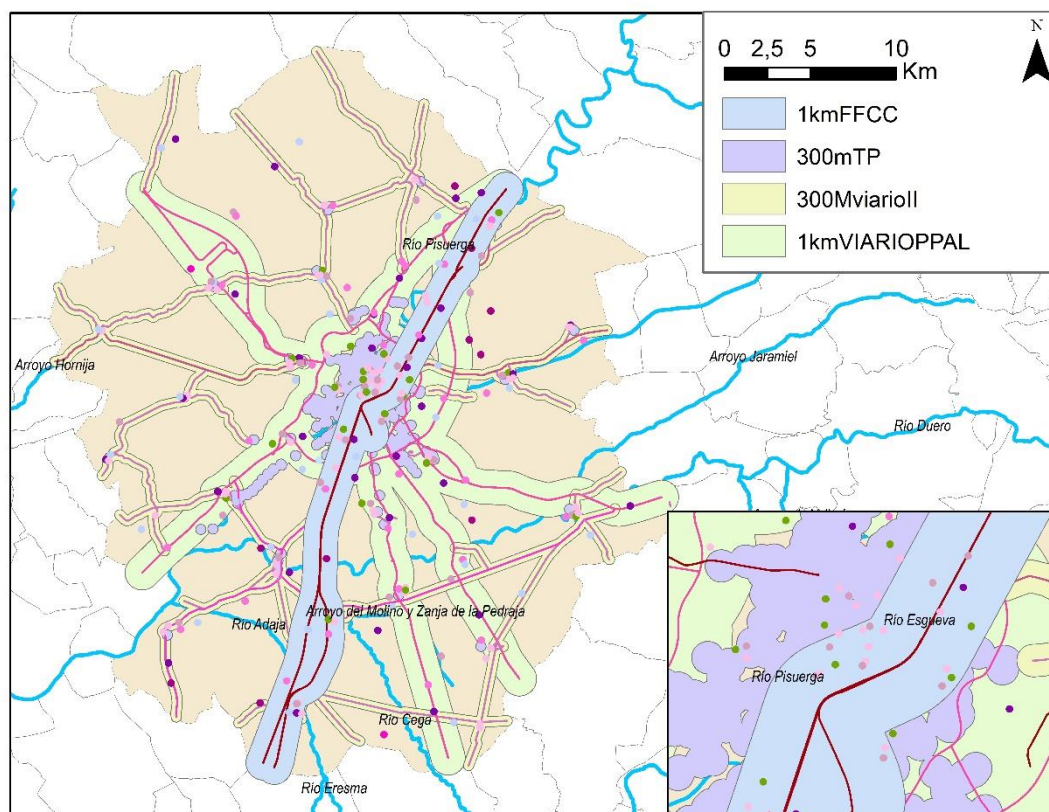 0 2,5 5 10
Km
N
1kmFFCC
300mTP
300MviarioII
1kmVIARIOPPAL
Río Pisuerga
Arroyo Hornija
Arroyo Jaramiel
Río Duero
Arroyo del Molino y Zanja de la Pedraja
Río Adaja
Río Cega
Río Eresma
Río Esgueva
Río Pisuerga